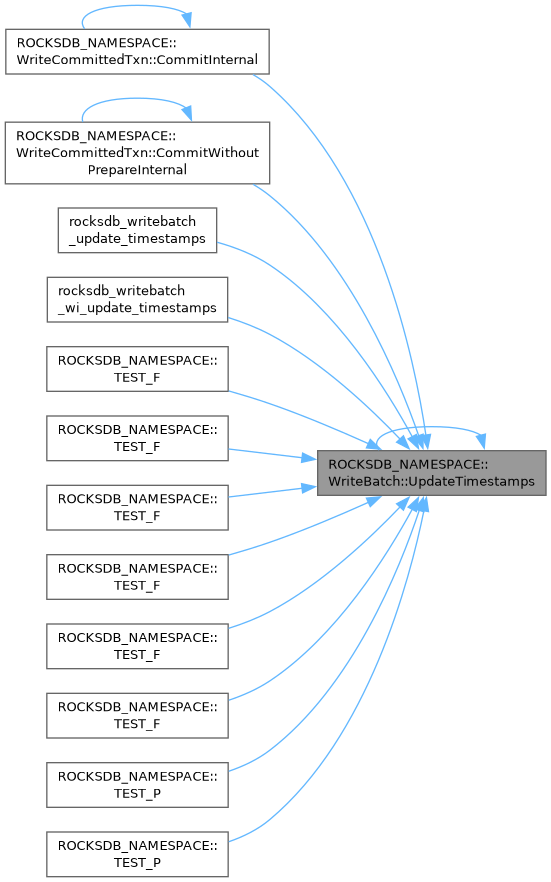 ROCKSDB_NAMESPACE::
WriteCommittedTxn::CommitInternal
ROCKSDB_NAMESPACE::
WriteCommittedTxn::CommitWithout
PrepareInternal
rocksdb_writebatch
_update_timestamps
rocksdb_writebatch
_wi_update_timestamps
ROCKSDB_NAMESPACE::
TEST_F
ROCKSDB_NAMESPACE::
TEST_F
ROCKSDB_NAMESPACE::
WriteBatch::UpdateTimestamps
ROCKSDB_NAMESPACE::
TEST_F
ROCKSDB_NAMESPACE::
TEST_F
ROCKSDB_NAMESPACE::
TEST_F
ROCKSDB_NAMESPACE::
TEST_F
ROCKSDB_NAMESPACE::
TEST_P
ROCKSDB_NAMESPACE::
TEST_P